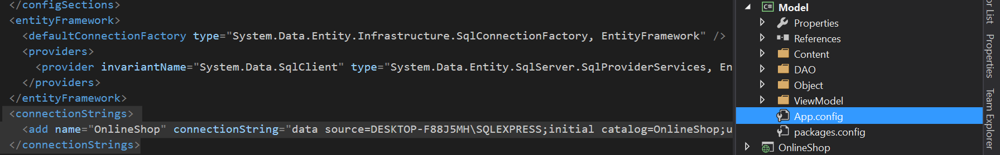 </configSections>
<entityFramework>
<defaultConnectionFactory type="System.Data.Entity.Infrastructure.SqlConnectionFactory, EntityFramework" />
<providers>
<provider invariantName="System.Data.SqlClient" type="System.Data.Entity.SqlServer.SqlProviderServices, En
</providers>
</entityFramework>
<connectionStrings>
<add name="OnlineShop" connectionString="data source=DESKTOP-F88J5MH\SQLEXPRESS;initial catalog=OnlineShop;u
</connectionStrings>
C# Model
Properties
References
Content
DAO
Object
ViewModel
App.config
packages.config
OnlineShop
or List
Properties
Team Explorer